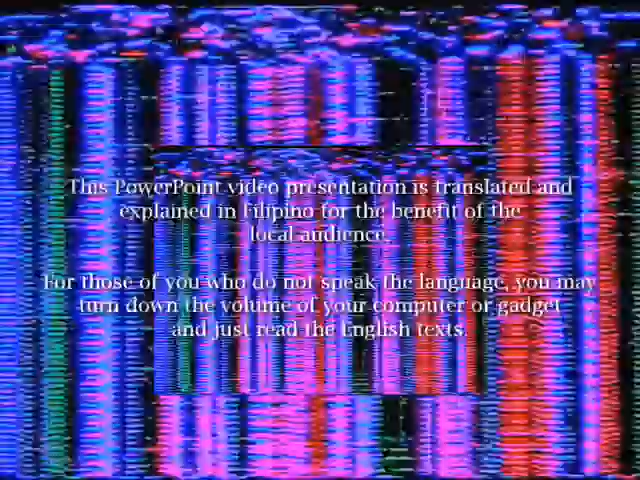 This PowerPoint video presentation is translated and
explained in Filipino for the benefit of the
local audience.
For those of you who do not speak the language, you may
turn down the volume of your computer or gadget
and just read the English texts.